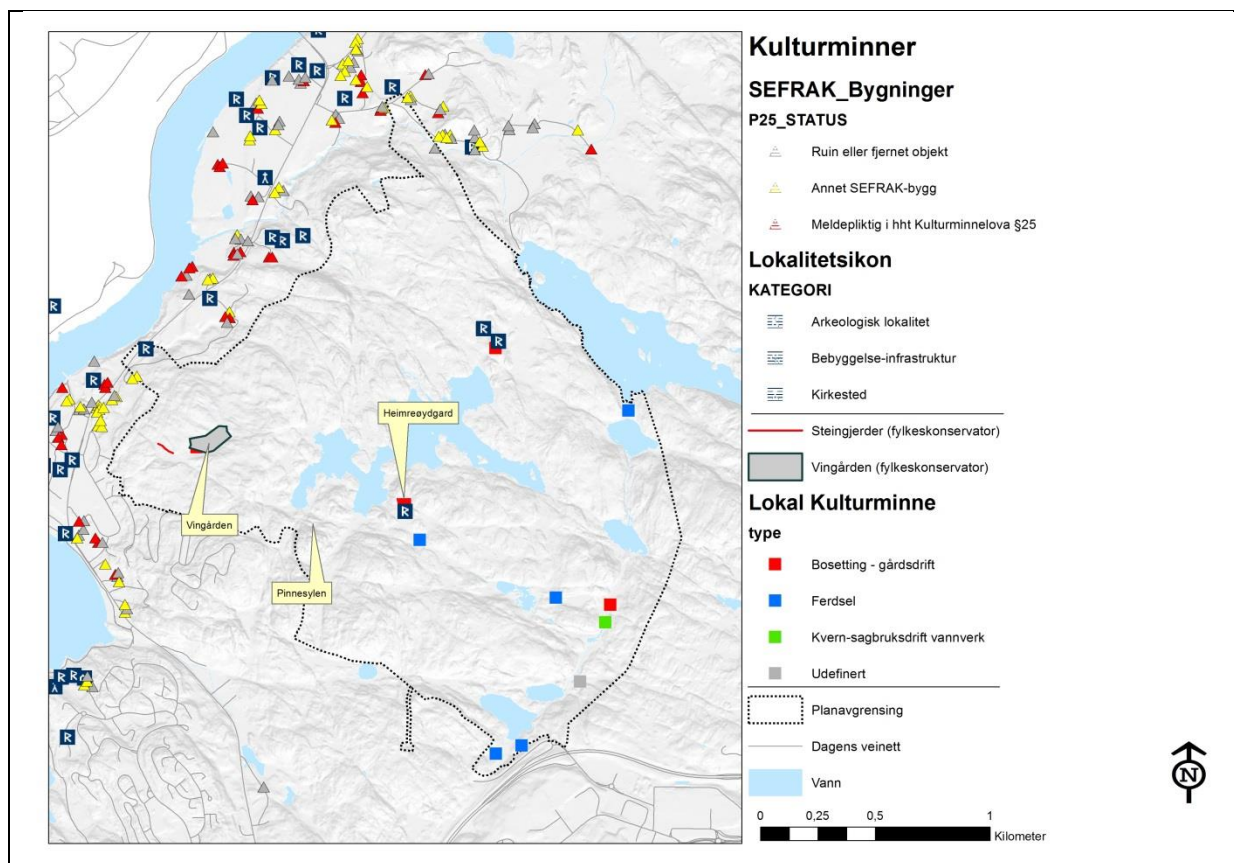 Kulturminner
SEFRAK_Bygninger
P25_STATUS
Ruin eller fjernet objekt
Annet SEFRAK-bygg
Meldepliktig i hht Kulturminnelova §25
Lokalitetsikon
KATEGORI
Arkeologisk lokalitet
Bebyggelse-infrastruktur
Kirkested
Steingjerder (fylkeskonservator)
Vingården (fylkeskonservator)
Lokal Kulturminne
type
Bosetting - gårdsdrift
Ferdsel
Kvern-sagbruksdrift vannverk
Udefinert
Planavgrensing
Dagens veinett
Vann
0 0,25 0,5 1
Kilometer
N
Heimreøydgard
Vingården
Pinnesylen